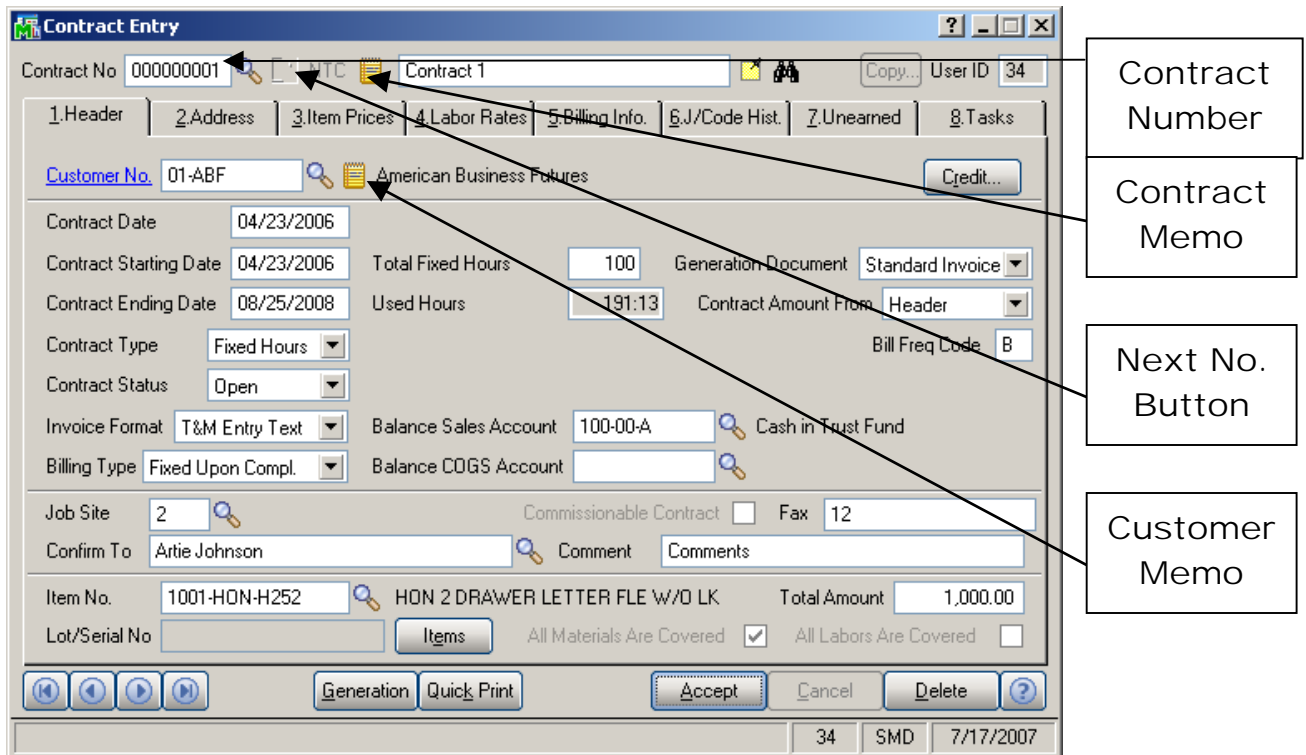 Contract Entry
Contract No 000000001 NTC Contract 1 Copy... User ID 34
1.Header 2.Address 3.Item Prices 4.Labor Rates 5.Billing Info. 6.J/Code Hist. 7.Unearned 8.Tasks
Customer No. 01-ABF American Business Futures Credit...
Contract Date 04/23/2006
Contract Starting Date 04/23/2006 Total Fixed Hours 100 Generation Document Standard Invoice
Contract Ending Date 08/25/2008 Used Hours 191:13 Contract Amount From Header
Contract Type Fixed Hours Bill Freq Code B
Contract Status Open
Invoice Format T&M Entry Text Balance Sales Account 100-00-A Cash in Trust Fund
Billing Type Fixed Upon Compl. Balance COGS Account
Job Site 2 Commissionable Contract Fax 12
Confirm To Artie Johnson Comment Comments
Item No. 1001-HON-H252 HON 2 DRAWER LETTER FLE W/O LK Total Amount 1,000.00
Lot/Serial No Items All Materials Are Covered All Labors Are Covered
Generation Quick Print Accept Cancel Delete
34 SMD 7/17/2007
Contract
Number
Contract
Memo
Next No.
Button
Customer
Memo